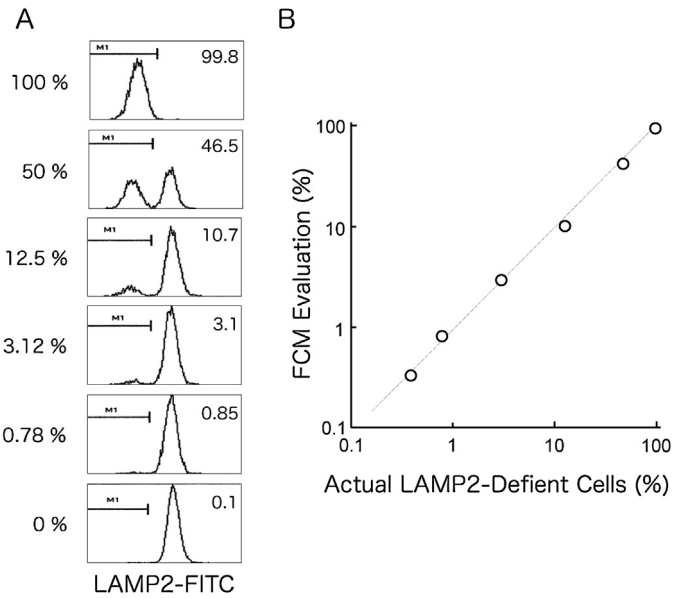 A
100 %
M1
99.8
50 %
M1
46.5
12.5 %
M1
10.7
3.12 %
M1
3.1
0.78 %
M1
0.85
0 %
M1
0.1
LAMP2-FITC
B
FCM Evaluation (%)
100
10
1
0.1
0.1 1 10 100
Actual LAMP2-Defient Cells (%)